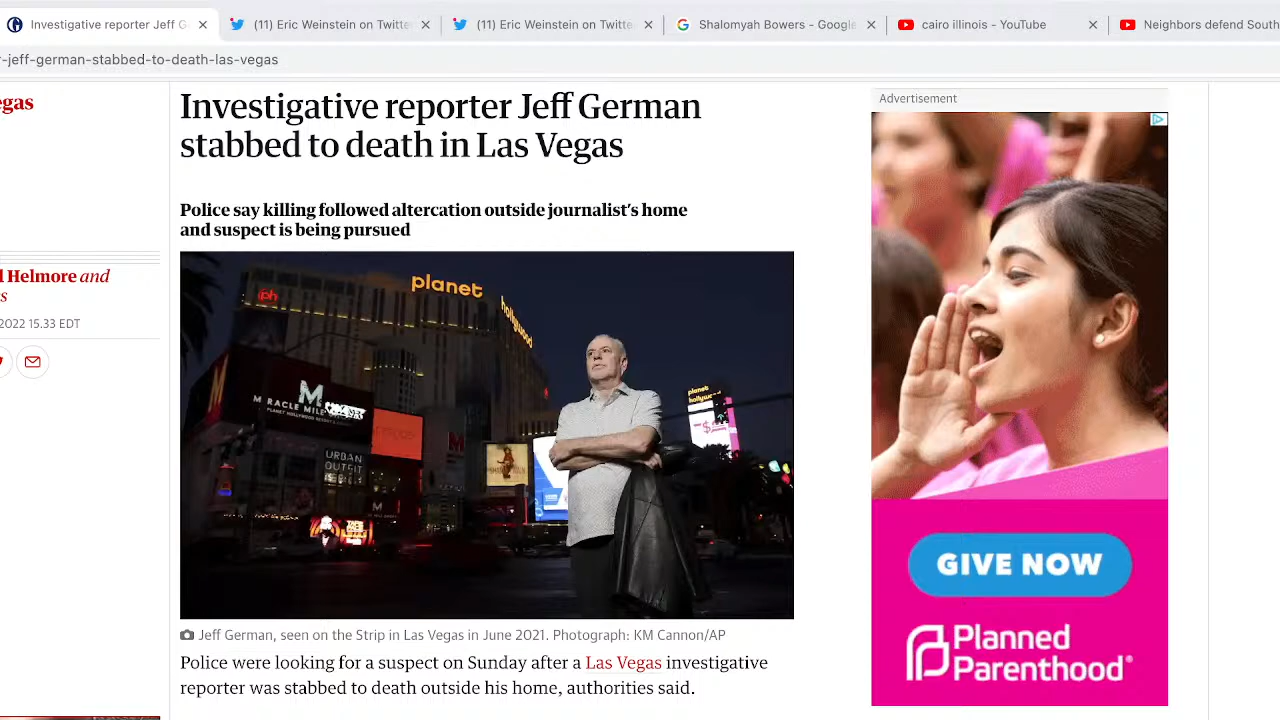 Investigative reporter Jeff G
(11) Eric Weinstein on Twitte
(11) Eric Weinstein on Twitte
Shalomyah Bowers - Google
cairo illinois - YouTube
Neighbors defend South
-jeff-german-stabbed-to-death-las-vegas
egas
Investigative reporter Jeff German
stabbed to death in Las Vegas
Police say killing followed altercation outside journalist's home
and suspect is being pursued
l Helmore and
s
2022 15.33 EDT
planet
hollywood
ph
M
MIRACLE MILE
PLANET HOLLYWOOD
URBAN
OUTFIT
M
planet
Jeff German, seen on the Strip in Las Vegas in June 2021. Photograph: KM Cannon/AP
Police were looking for a suspect on Sunday after a Las Vegas investigative
reporter was stabbed to death outside his home, authorities said.
Advertisement
GIVE NOW
Planned
Parenthood®